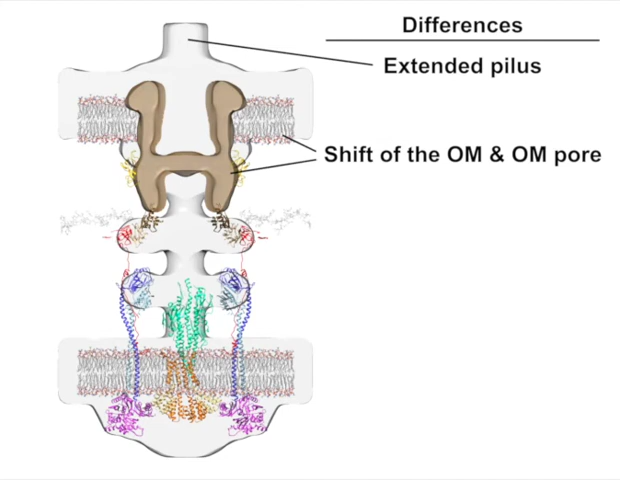 Differences
Extended pilus
Shift of the OM & OM pore